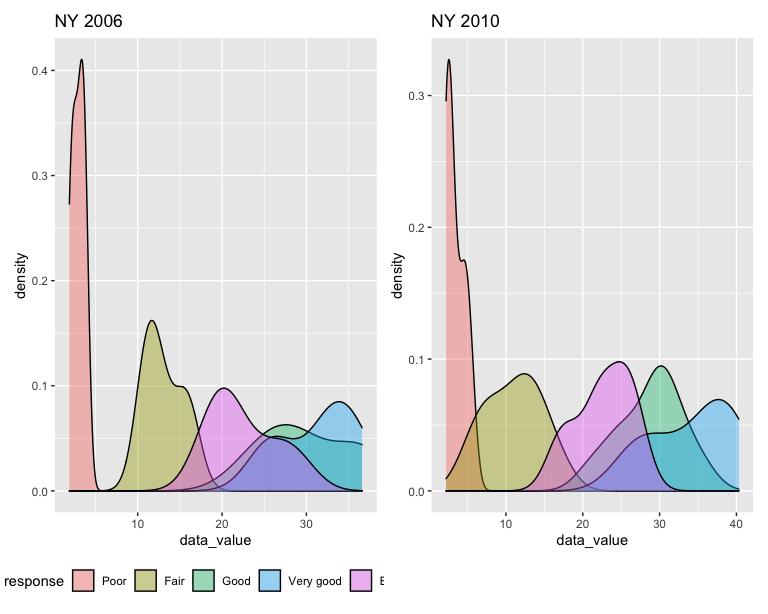 NY 2006
0.4
0.3
0.2
0.1
0.0
density
10 20 30
data_value
NY 2010
0.3
0.2
0.1
0.0
density
10 20 30 40
data_value
response Poor Fair Good Very good